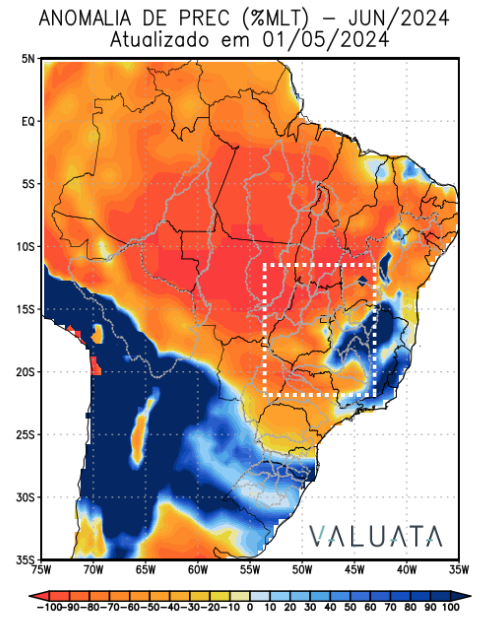 ANOMALIA DE PREC (%MLT) – JUN/2024
Atualizado em 01/05/2024
5N
EQ
5S
10S
15S
20S
25S
30S
35S
VALUATA
75W 70W 65W 60W 55W 50W 45W 40W 35W
-100 -90 -80 -70 -60 -50 -40 -30 -20 -10 0 10 20 30 40 50 60 70 80 90 100